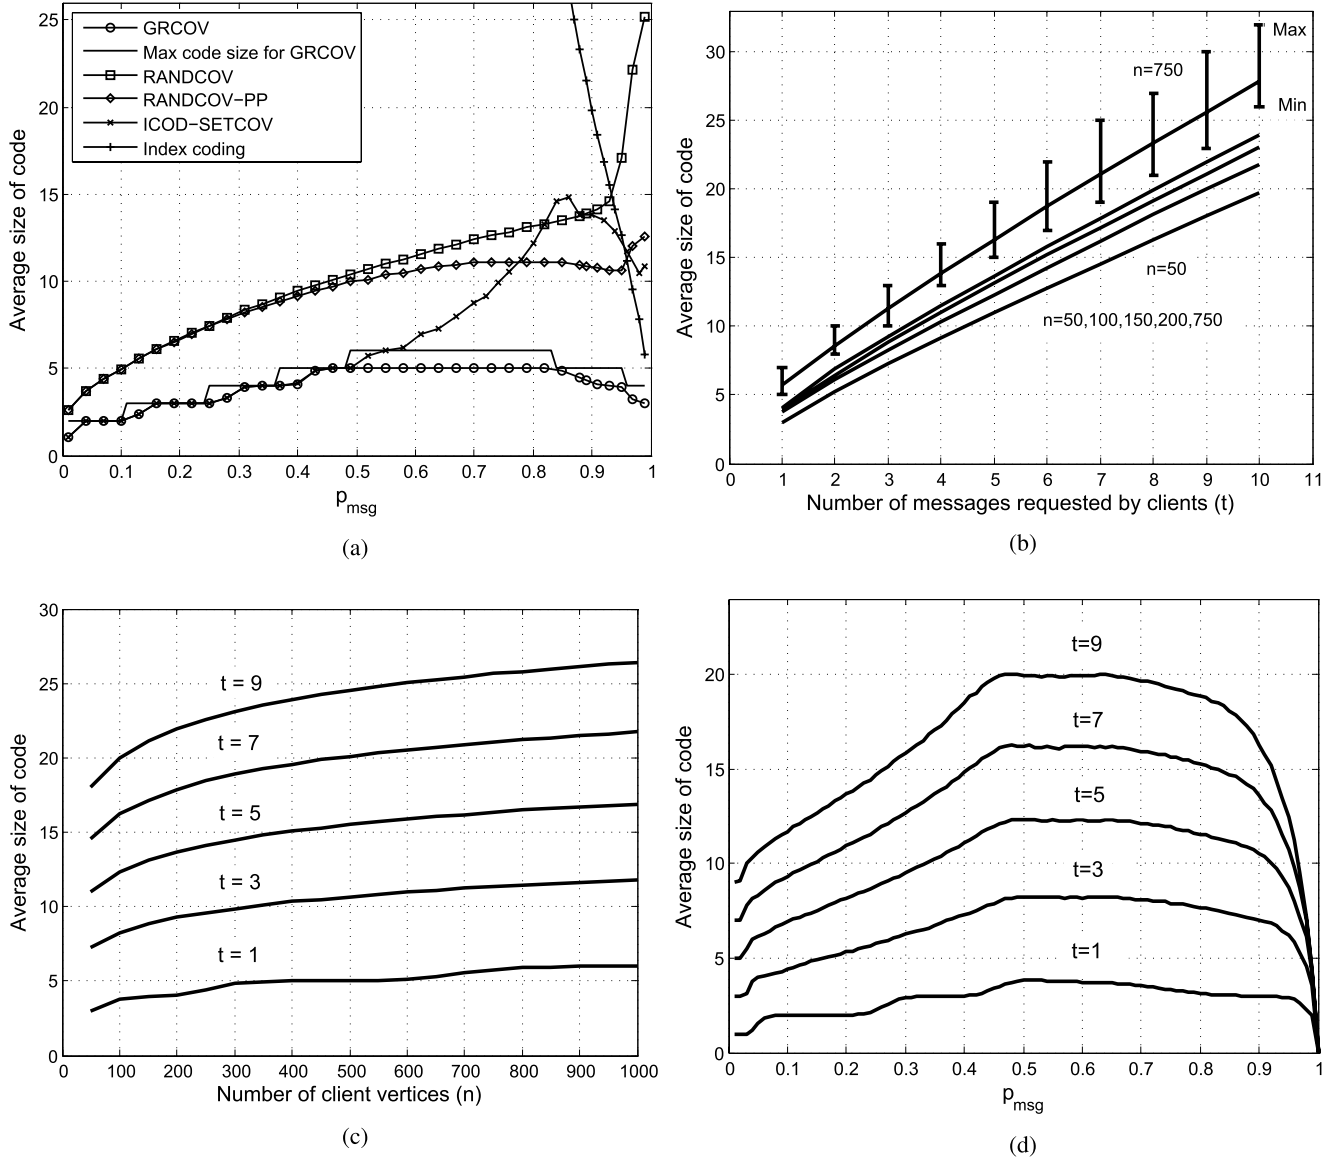 GRCOV
Max code size for GRCOV
RANDCOV
RANDCOV-PP
ICOD-SETCOV
Index coding
25
20
15
10
5
0
Average size of code
0 0.1 0.2 0.3 0.4 0.5 0.6 0.7 0.8 0.9 1
p_msg
(a)
Max
n=750
Min
n=50
n=50,100,150,200,750
30
25
20
15
10
5
0
Average size of code
0 1 2 3 4 5 6 7 8 9 10 11
Number of messages requested by clients (t)
(b)
30
25
20
15
10
5
0
Average size of code
t = 9
t = 7
t = 5
t = 3
t = 1
0 100 200 300 400 500 600 700 800 900 1000
Number of client vertices (n)
(c)
20
15
10
5
0
Average size of code
t=9
t=7
t=5
t=3
t=1
0 0.1 0.2 0.3 0.4 0.5 0.6 0.7 0.8 0.9 1
p_msg
(d)